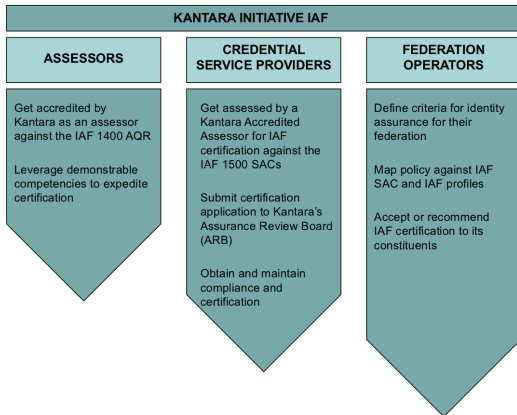 KANTARA INITIATIVE IAF
ASSESSORS
Get accredited by
Kantara as an assessor
against the IAF 1400 AQR
Leverage demonstrable
competencies to expedite
certification
CREDENTIAL
SERVICE PROVIDERS
Get assessed by a
Kantara Accredited
Assessor for IAF
certification against the
IAF 1500 SACs
Submit certification
application to Kantara's
Assurance Review Board
(ARB)
Obtain and maintain
compliance and
certification
FEDERATION
OPERATORS
Define criteria for identity
assurance for their
federation
Map policy against IAF
SAC and IAF profiles
Accept or recommend
IAF certification to its
constituents